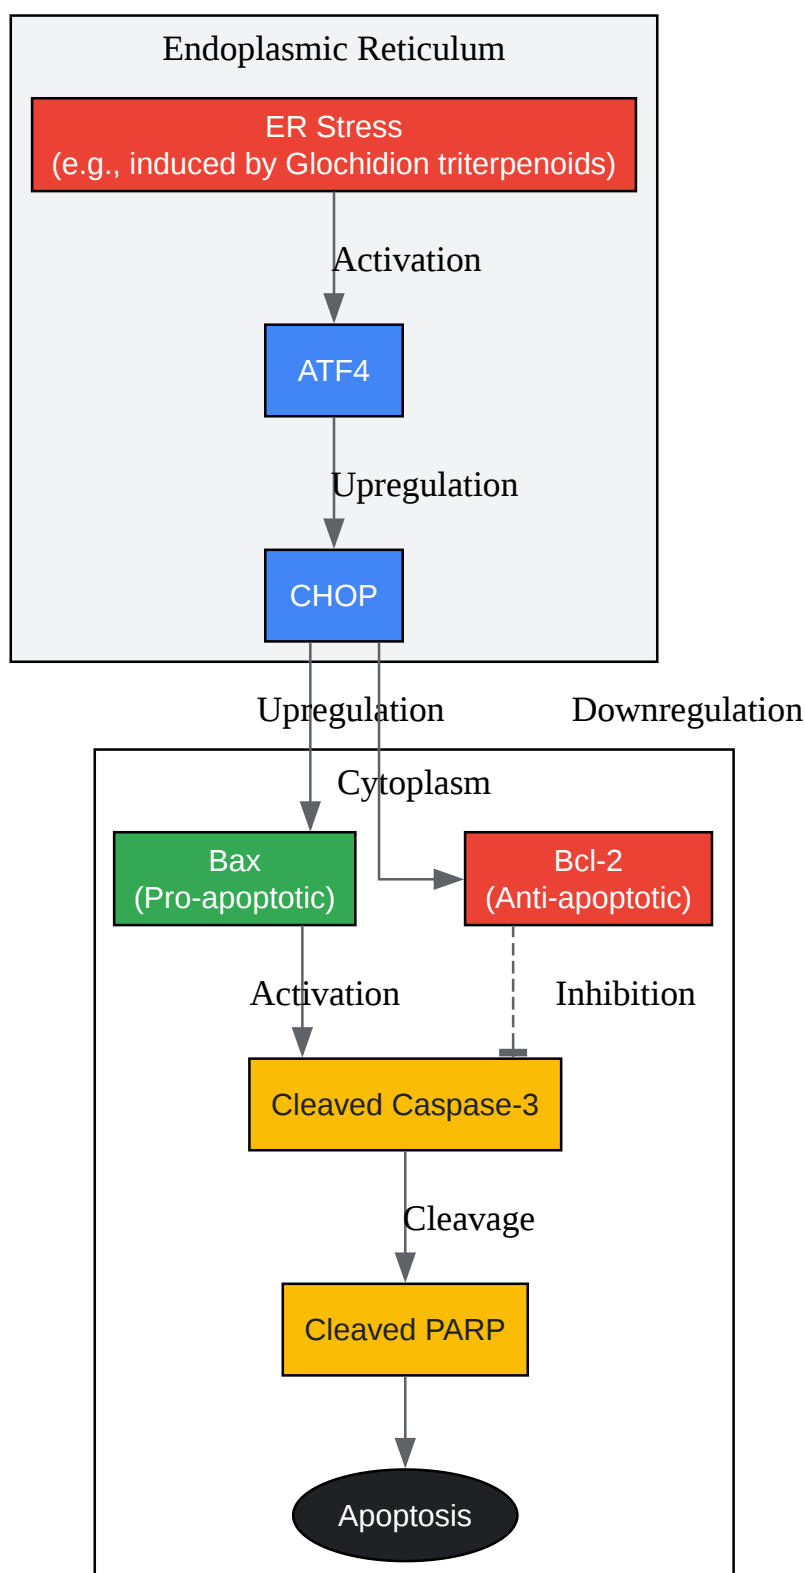 Endoplasmic Reticulum
ER Stress
(e.g., induced by Glochidion triterpenoids)
Activation
ATF4
Upregulation
CHOP
Upregulation
Downregulation
Cytoplasm
Bax
(Pro-apoptotic)
Bcl-2
(Anti-apoptotic)
Activation
Inhibition
Cleaved Caspase-3
Cleavage
Cleaved PARP
Apoptosis